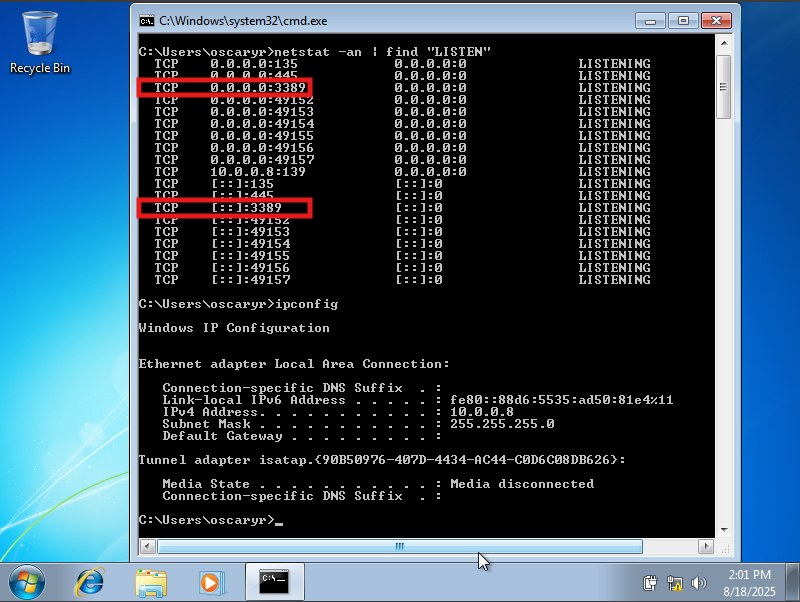 Recycle Bin
C:\Windows\system32\cmd.exe
C:\Users\oscaryr>netstat -an | find "LISTEN"
TCP 0.0.0.0:135 0.0.0.0:0 LISTENING
TCP 0.0.0.0:445 0.0.0.0:0 LISTENING
TCP 0.0.0.0:3389 0.0.0.0:0 LISTENING
TCP 0.0.0.0:49152 0.0.0.0:0 LISTENING
TCP 0.0.0.0:49153 0.0.0.0:0 LISTENING
TCP 0.0.0.0:49154 0.0.0.0:0 LISTENING
TCP 0.0.0.0:49155 0.0.0.0:0 LISTENING
TCP 0.0.0.0:49156 0.0.0.0:0 LISTENING
TCP 0.0.0.0:49157 0.0.0.0:0 LISTENING
TCP 10.0.0.8:139 0.0.0.0:0 LISTENING
TCP [::]:135 [::]:0 LISTENING
TCP [::]:445 [::]:0 LISTENING
TCP [::]:3389 [::]:0 LISTENING
TCP [::]:49152 [::]:0 LISTENING
TCP [::]:49153 [::]:0 LISTENING
TCP [::]:49154 [::]:0 LISTENING
TCP [::]:49155 [::]:0 LISTENING
TCP [::]:49156 [::]:0 LISTENING
TCP [::]:49157 [::]:0 LISTENING
C:\Users\oscaryr>ipconfig
Windows IP Configuration
Ethernet adapter Local Area Connection:
Connection-specific DNS Suffix . :
Link-local IPv6 Address . . . . . : fe80::88d6:5535:ad50:81e4%11
IPv4 Address. . . . . . . . . . . : 10.0.0.8
Subnet Mask . . . . . . . . . . . : 255.255.255.0
Default Gateway . . . . . . . . . :
Tunnel adapter isatap.{90B50976-407D-4434-AC44-C0D6C08DB626}:
Media State . . . . . . . . . . . : Media disconnected
Connection-specific DNS Suffix . :
C:\Users\oscaryr>_
2:01 PM
8/18/2025